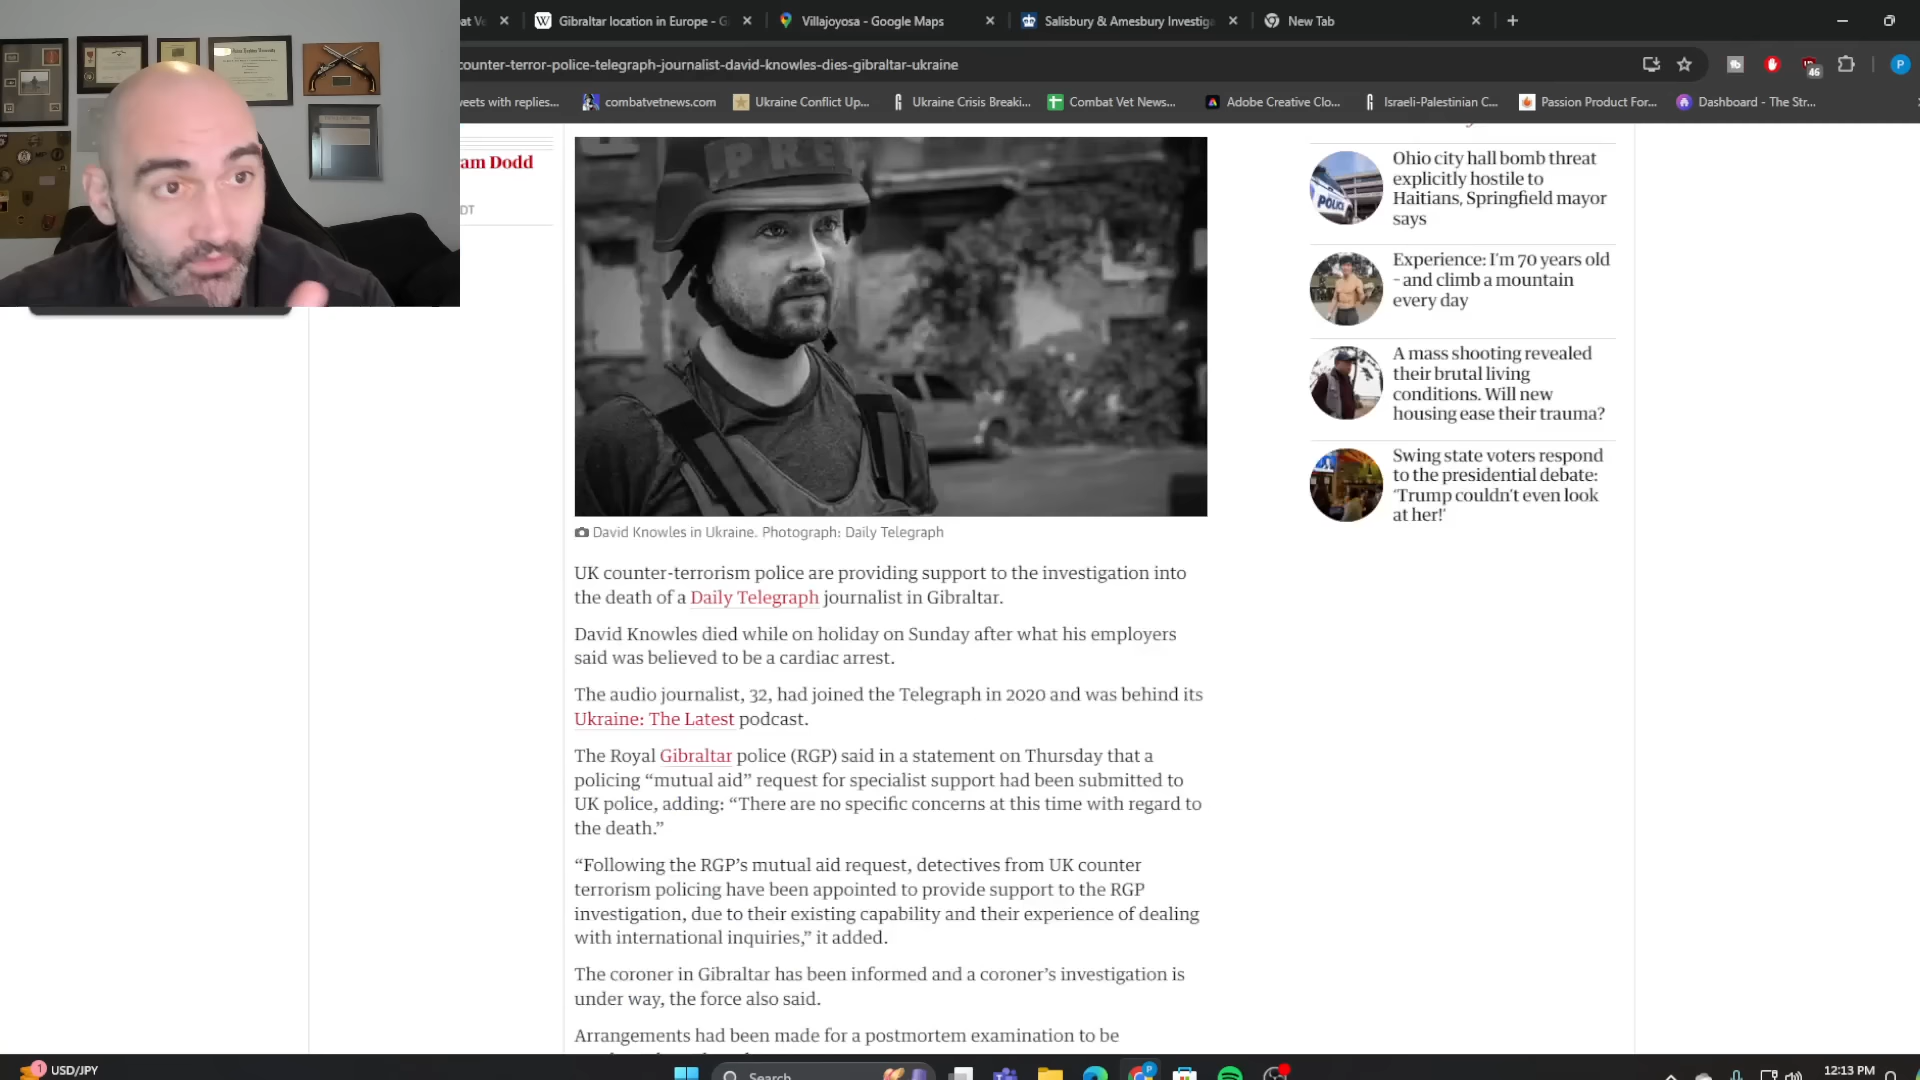 at V
Gibraltar location in Europe - G
Villajoyosa - Google Maps
Salisbury & Amesbury Investiga
New Tab
counter-terror-police-telegraph-journalist-david-knowles-dies-gibraltar-ukraine
46
P
weets with replies...
combatvetnews.com
Ukraine Conflict Up...
Ukraine Crisis Breaki...
Combat Vet News...
Adobe Creative Clo...
Israeli-Palestinian C...
Passion Product For...
Dashboard - The Str...
am Dodd
DT
PRE
David Knowles in Ukraine. Photograph: Daily Telegraph
UK counter-terrorism police are providing support to the investigation into
the death of a Daily Telegraph journalist in Gibraltar.
David Knowles died while on holiday on Sunday after what his employers
said was believed to be a cardiac arrest.
The audio journalist, 32, had joined the Telegraph in 2020 and was behind its
Ukraine: The Latest podcast.
The Royal Gibraltar police (RGP) said in a statement on Thursday that a
policing “mutual aid” request for specialist support had been submitted to
UK police, adding: “There are no specific concerns at this time with regard to
the death.”
“Following the RGP’s mutual aid request, detectives from UK counter
terrorism policing have been appointed to provide support to the RGP
investigation, due to their existing capability and their experience of dealing
with international inquiries,” it added.
The coroner in Gibraltar has been informed and a coroner’s investigation is
under way, the force also said.
Arrangements had been made for a postmortem examination to be
Ohio city hall bomb threat
explicitly hostile to
Haitians, Springfield mayor
says
POLICE
Experience: I’m 70 years old
– and climb a mountain
every day
A mass shooting revealed
their brutal living
conditions. Will new
housing ease their trauma?
Swing state voters respond
to the presidential debate:
‘Trump couldn’t even look
at her!’
1
USD/JPY
Search
P
12:13 PM